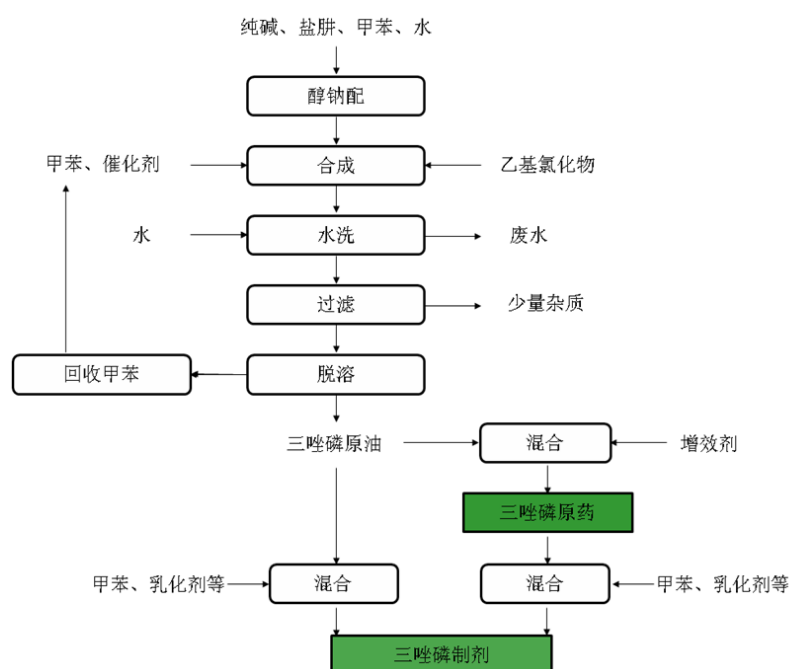 纯碱、盐肼、甲苯、水
醇钠配
甲苯、催化剂
合成
乙基氯化物
水
水洗
废水
过滤
少量杂质
回收甲苯
脱溶
三唑磷原油
混合
增效剂
三唑磷原药
甲苯、乳化剂等
混合
混合
甲苯、乳化剂等
三唑磷制剂